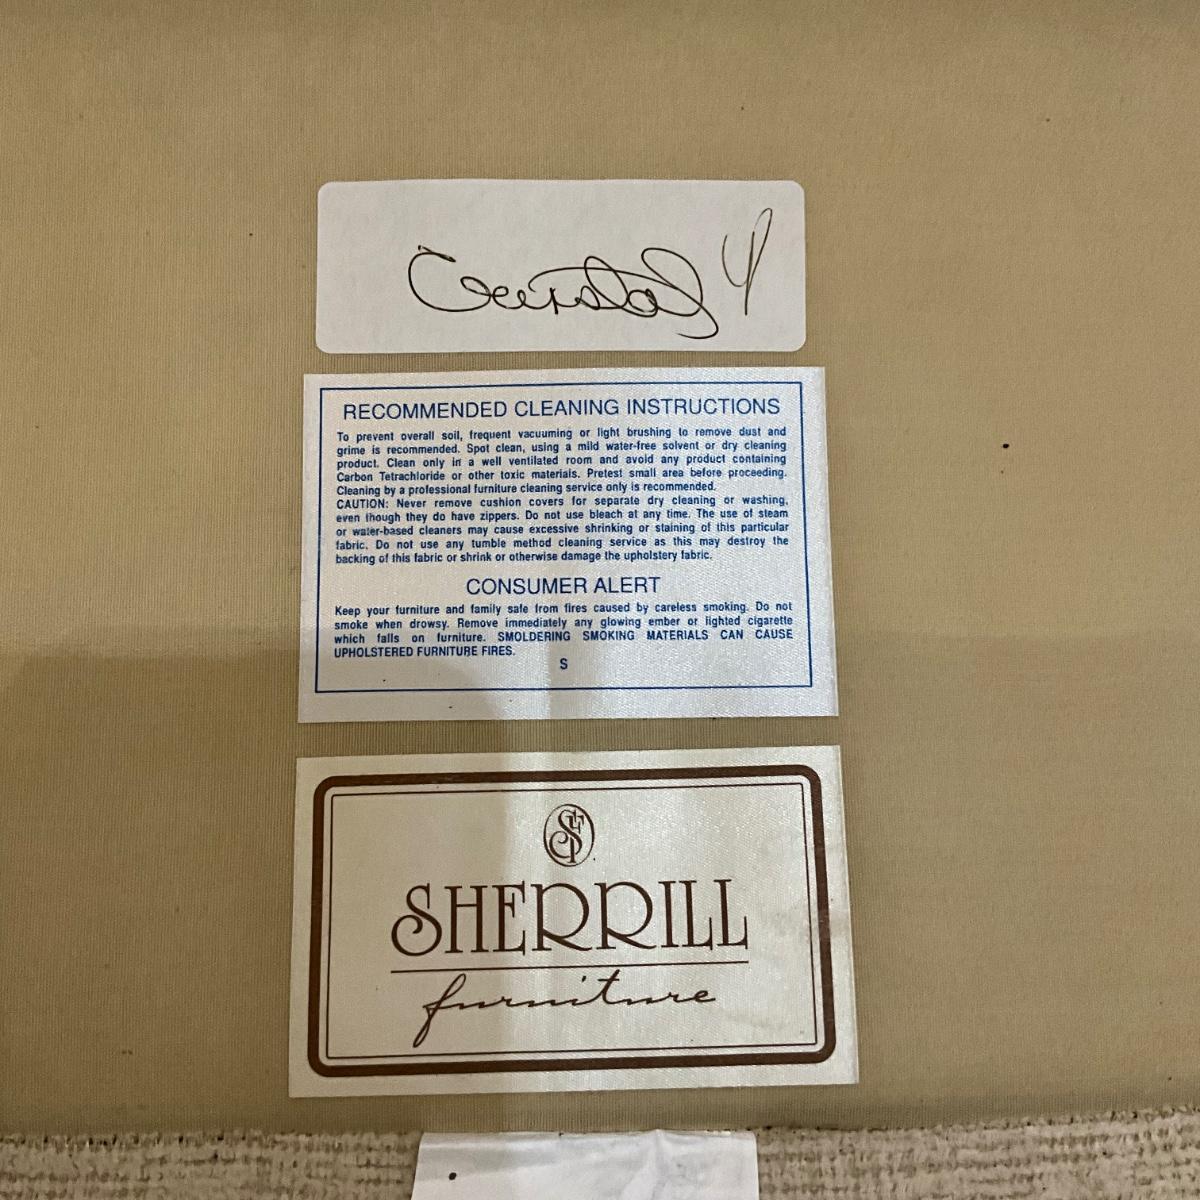 RECOMMENDED CLEANING INSTRUCTIONS
To prevent overall soil, frequent vacuuming or light brushing to remove dust and
grime is recommended. Spot clean, using a mild water-free solvent or dry cleaning
product. Clean only in a well ventilated room and avoid any product containing
Carbon Tetrachloride or other toxic materials. Pretest small area before proceeding.
Cleaning by a professional furniture cleaning service only is recommended.
CAUTION: Never remove cushion covers for separate dry cleaning or washing,
even though they do have zippers. Do not use bleach at any time. The use of steam
or water-based cleaners may cause excessive shrinking or staining of this particular
fabric. Do not use any tumble method cleaning service as this may destroy the
backing of this fabric or shrink or otherwise damage the upholstery fabric.
CONSUMER ALERT
Keep your furniture and family safe from fires caused by careless smoking. Do not
smoke when drowsy. Remove immediately any glowing ember or lighted cigarette
which falls on furniture. SMOLDERING SMOKING MATERIALS CAN CAUSE
UPHOLSTERED FURNITURE FIRES.
S
SF
SHERRILL
furniture